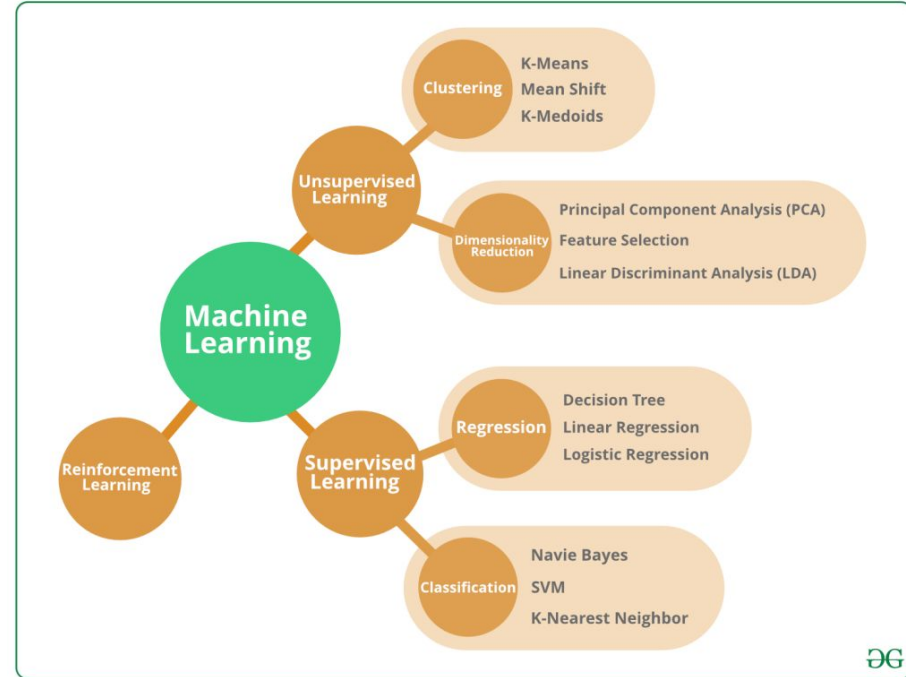 Machine
Learning
Unsupervised
Learning
Clustering
K-Means
Mean Shift
K-Medoids
Dimensionality
Reduction
Principal Component Analysis (PCA)
Feature Selection
Linear Discriminant Analysis (LDA)
Supervised
Learning
Regression
Decision Tree
Linear Regression
Logistic Regression
Classification
Navie Bayes
SVM
K-Nearest Neighbor
Reinforcement
Learning